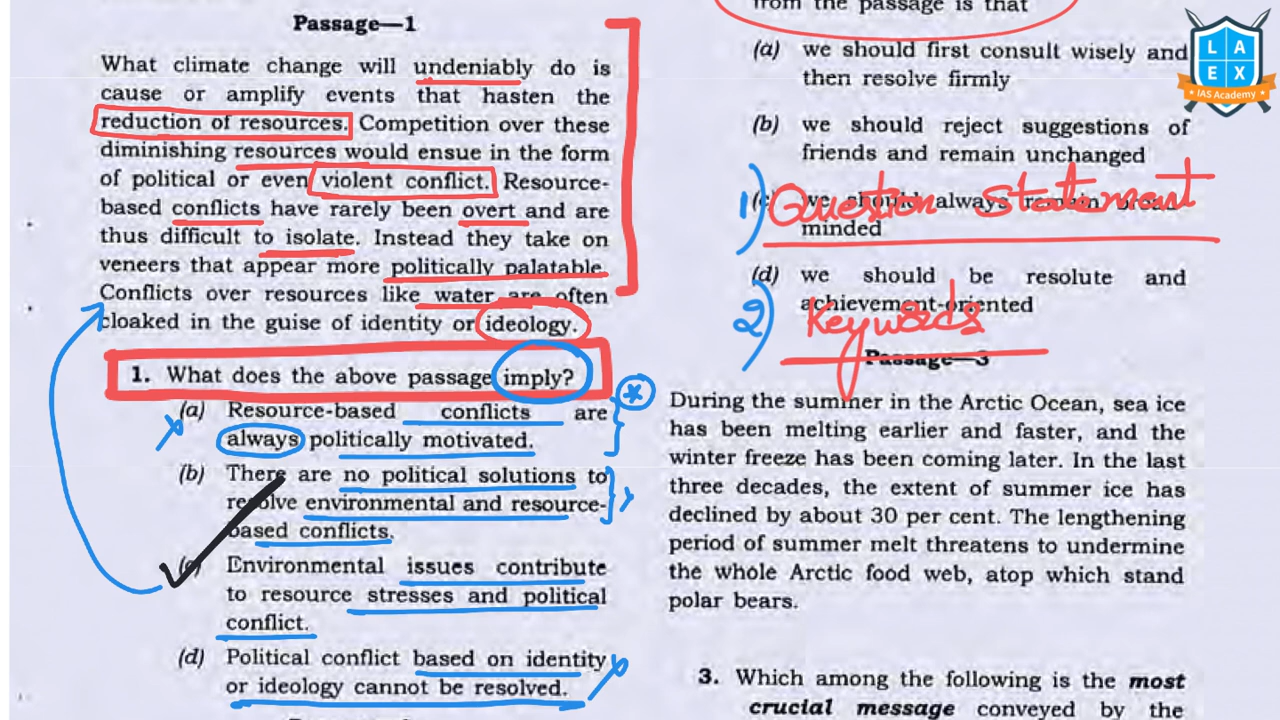 Passage—1
What climate change will undeniably do is
cause or amplify events that hasten the
reduction of resources. Competition over these
diminishing resources would ensue in the form
of political or even violent conflict. Resource-
based conflicts have rarely been overt and are
thus difficult to isolate. Instead they take on
veneers that appear more politically palatable.
Conflicts over resources like water are often
cloaked in the guise of identity or ideology.
1. What does the above passage imply?
(a) Resource-based conflicts are
always politically motivated.
(b) There are no political solutions to
resolve environmental and resource-
based conflicts.
(c) Environmental issues contribute
to resource stresses and political
conflict.
(d) Political conflict based on identity
or ideology cannot be resolved.
from the passage is that
(a) we should first consult wisely and
then resolve firmly
(b) we should reject suggestions of
friends and remain unchanged
1) Question Statement
(c) we should always remain
minded
(d) we should be resolute and
achievement-oriented
2) Keywords
Passage—3
During the summer in the Arctic Ocean, sea ice
has been melting earlier and faster, and the
winter freeze has been coming later. In the last
three decades, the extent of summer ice has
declined by about 30 per cent. The lengthening
period of summer melt threatens to undermine
the whole Arctic food web, atop which stand
polar bears.
3. Which among the following is the most
crucial message conveyed by the
L A
E X
IAS Academy